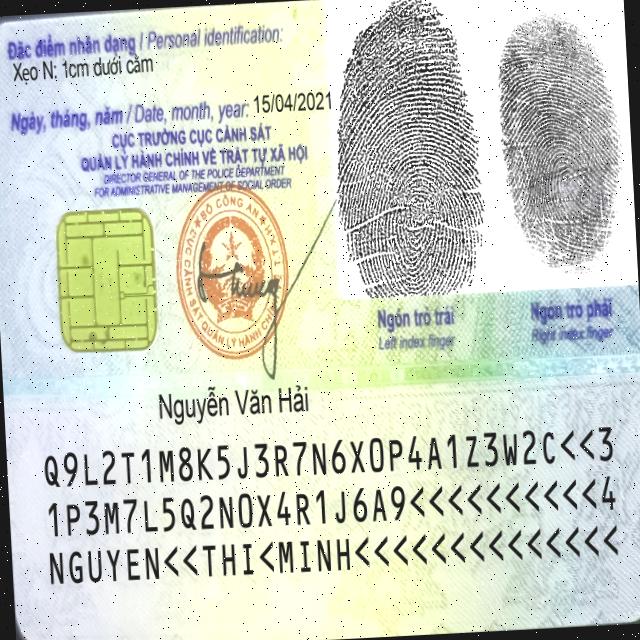 Đặc điểm nhân dạng / Personal identification:
Xẹo N: 1cm dưới cằm
Ngày, tháng, năm / Date, month, year: 15/04/2021
CỤC TRƯỞNG CỤC CẢNH SÁT
QUẢN LÝ HÀNH CHÍNH VỀ TRẬT TỰ XÃ HỘI
DIRECTOR GENERAL OF THE POLICE DEPARTMENT
FOR ADMINISTRATIVE MANAGEMENT OF SOCIAL ORDER
BỘ CÔNG AN
CỤC CẢNH SÁT QUẢN LÝ HÀNH CHÍNH
Ngón trỏ trái
Left index finger
Ngón trỏ phải
Right index finger
Nguyễn Văn Hải
Q9L2T1M8K5J3R7N6X0P4A1Z3W2C<<3
1P3M7L5Q2N0X4R1J6A9<<<<<<<<<<4
NGUYEN<<THI<MINH<<<<<<<<<<<<<<